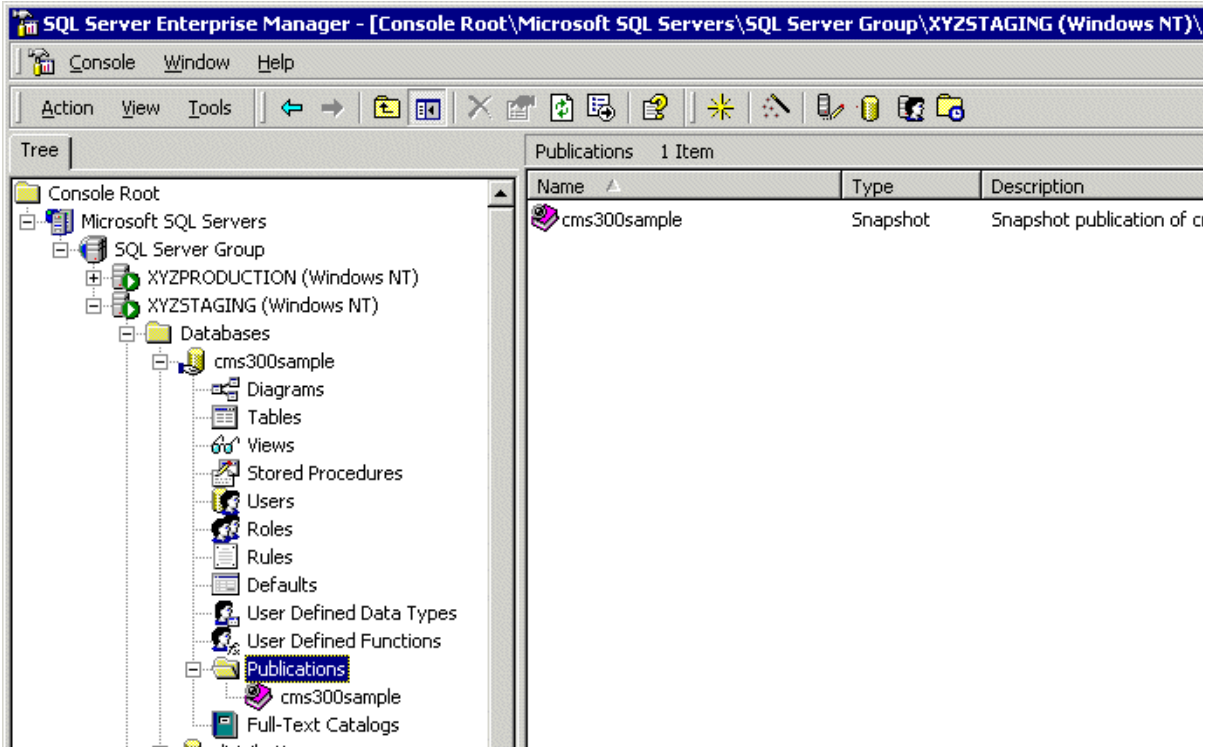 SQL Server Enterprise Manager - [Console Root\Microsoft SQL Servers\SQL Server Group\XYZSTAGING (Windows NT)\
Console Window Help
Action View Tools
Tree
Publications 1 Item
Name Type Description
cms300sample Snapshot Snapshot publication of
Console Root
Microsoft SQL Servers
SQL Server Group
XYZPRODUCTION (Windows NT)
XYZSTAGING (Windows NT)
Databases
cms300sample
Diagrams
Tables
Views
Stored Procedures
Users
Roles
Rules
Defaults
User Defined Data Types
User Defined Functions
Publications
cms300sample
Full-Text Catalogs